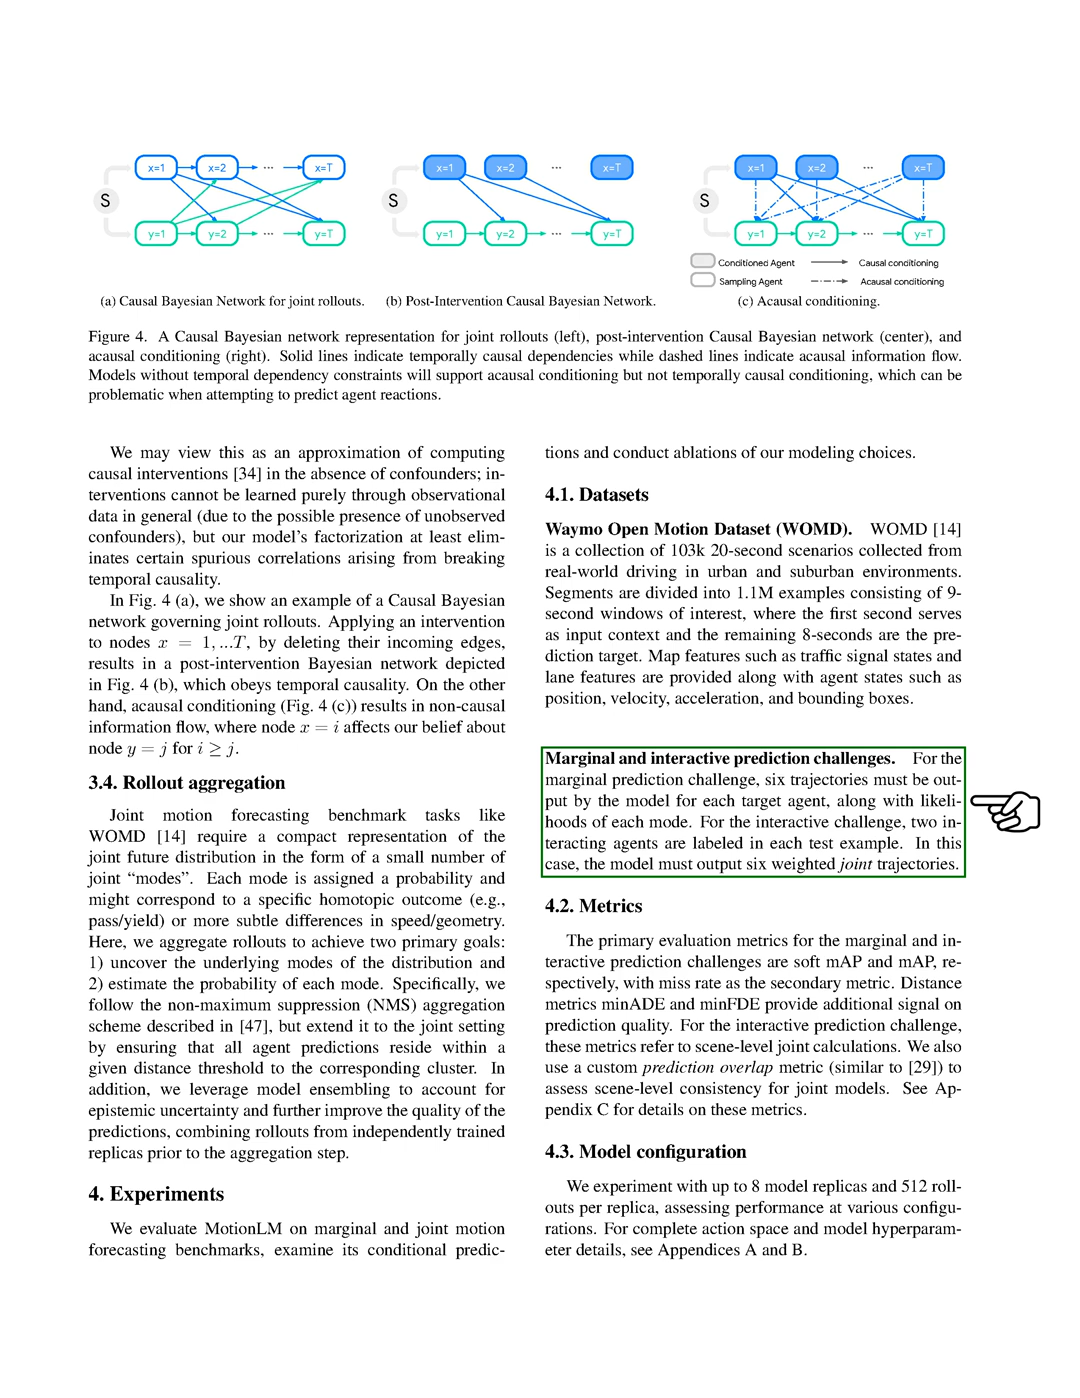 x=1 x=2 ... x=T
S
y=1 y=2 ... y=T
x=1 x=2 ... x=T
S
y=1 y=2 ... y=T
x=1 x=2 ... x=T
S
y=1 y=2 ... y=T
Conditioned Agent Causal conditioning
Sampling Agent Acausal conditioning
(a) Causal Bayesian Network for joint rollouts. (b) Post-Intervention Causal Bayesian Network. (c) Acausal conditioning.
Figure 4. A Causal Bayesian network representation for joint rollouts (left), post-intervention Causal Bayesian network (center), and
acausal conditioning (right). Solid lines indicate temporally causal dependencies while dashed lines indicate acausal information flow.
Models without temporal dependency constraints will support acausal conditioning but not temporally causal conditioning, which can be
problematic when attempting to predict agent reactions.
We may view this as an approximation of computing
causal interventions [34] in the absence of confounders; in-
terventions cannot be learned purely through observational
data in general (due to the possible presence of unobserved
confounders), but our model's factorization at least elim-
inates certain spurious correlations arising from breaking
temporal causality.
In Fig. 4 (a), we show an example of a Causal Bayesian
network governing joint rollouts. Applying an intervention
to nodes x = 1, ...T, by deleting their incoming edges,
results in a post-intervention Bayesian network depicted
in Fig. 4 (b), which obeys temporal causality. On the other
hand, acausal conditioning (Fig. 4 (c)) results in non-causal
information flow, where node x = i affects our belief about
node y = j for i ≥ j.
3.4. Rollout aggregation
Joint motion forecasting benchmark tasks like
WOMD [14] require a compact representation of the
joint future distribution in the form of a small number of
joint “modes”. Each mode is assigned a probability and
might correspond to a specific homotopic outcome (e.g.,
pass/yield) or more subtle differences in speed/geometry.
Here, we aggregate rollouts to achieve two primary goals:
1) uncover the underlying modes of the distribution and
2) estimate the probability of each mode. Specifically, we
follow the non-maximum suppression (NMS) aggregation
scheme described in [47], but extend it to the joint setting
by ensuring that all agent predictions reside within a
given distance threshold to the corresponding cluster. In
addition, we leverage model ensembling to account for
epistemic uncertainty and further improve the quality of the
predictions, combining rollouts from independently trained
replicas prior to the aggregation step.
4. Experiments
We evaluate MotionLM on marginal and joint motion
forecasting benchmarks, examine its conditional predic-
tions and conduct ablations of our modeling choices.
4.1. Datasets
Waymo Open Motion Dataset (WOMD). WOMD [14]
is a collection of 103k 20-second scenarios collected from
real-world driving in urban and suburban environments.
Segments are divided into 1.1M examples consisting of 9-
second windows of interest, where the first second serves
as input context and the remaining 8-seconds are the pre-
diction target. Map features such as traffic signal states and
lane features are provided along with agent states such as
position, velocity, acceleration, and bounding boxes.
Marginal and interactive prediction challenges. For the
marginal prediction challenge, six trajectories must be out-
put by the model for each target agent, along with likeli-
hoods of each mode. For the interactive challenge, two in-
teracting agents are labeled in each test example. In this
case, the model must output six weighted joint trajectories.
4.2. Metrics
The primary evaluation metrics for the marginal and in-
teractive prediction challenges are soft mAP and mAP, re-
spectively, with miss rate as the secondary metric. Distance
metrics minADE and minFDE provide additional signal on
prediction quality. For the interactive prediction challenge,
these metrics refer to scene-level joint calculations. We also
use a custom prediction overlap metric (similar to [29]) to
assess scene-level consistency for joint models. See Ap-
pendix C for details on these metrics.
4.3. Model configuration
We experiment with up to 8 model replicas and 512 roll-
outs per replica, assessing performance at various configu-
rations. For complete action space and model hyperparam-
eter details, see Appendices A and B.